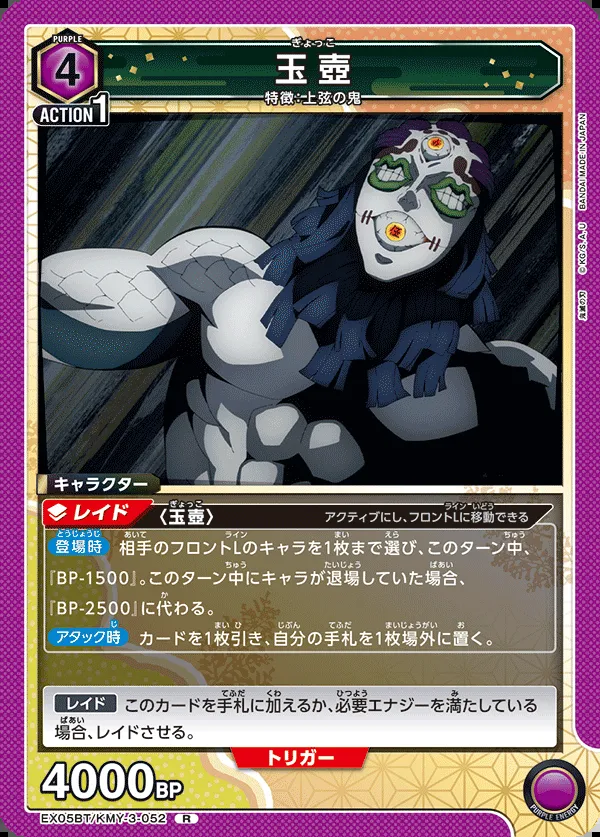 PURPLE
4
ACTION 1
ぎょっこ
玉壺
特徴：上弦の鬼
©KG/S,A,U BANDAI MADE IN JAPAN
鬼滅の刃
キャラクター
レイド 〈玉壺〉 アクティブにし、フロントLに移動できる
登場時 相手のフロントLのキャラを1枚まで選び、このターン中、
『BP-1500』。このターン中にキャラが退場していた場合、
『BP-2500』に代わる。
アタック時 カードを1枚引き、自分の手札を1枚場外に置く。
レイド このカードを手札に加えるか、必要エナジーを満たしている
場合、レイドさせる。
トリガー
4000BP
EX05BT/KMY-3-052 R
PURPLE ENERGY